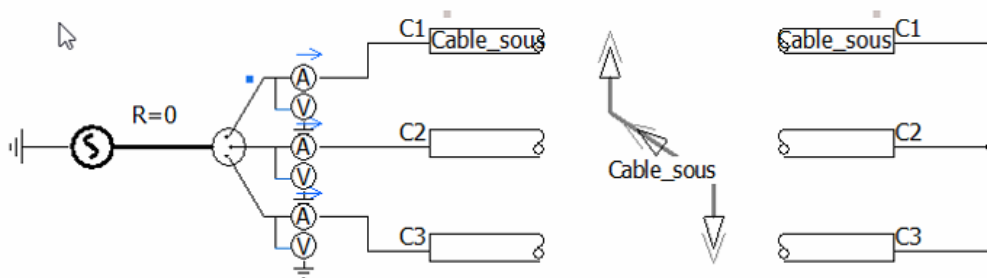 C1
Cable_sous
Cable_sous
C1
A
V
R=0
S
C2
A
V
C2
Cable_sous
A
V
C3
C3